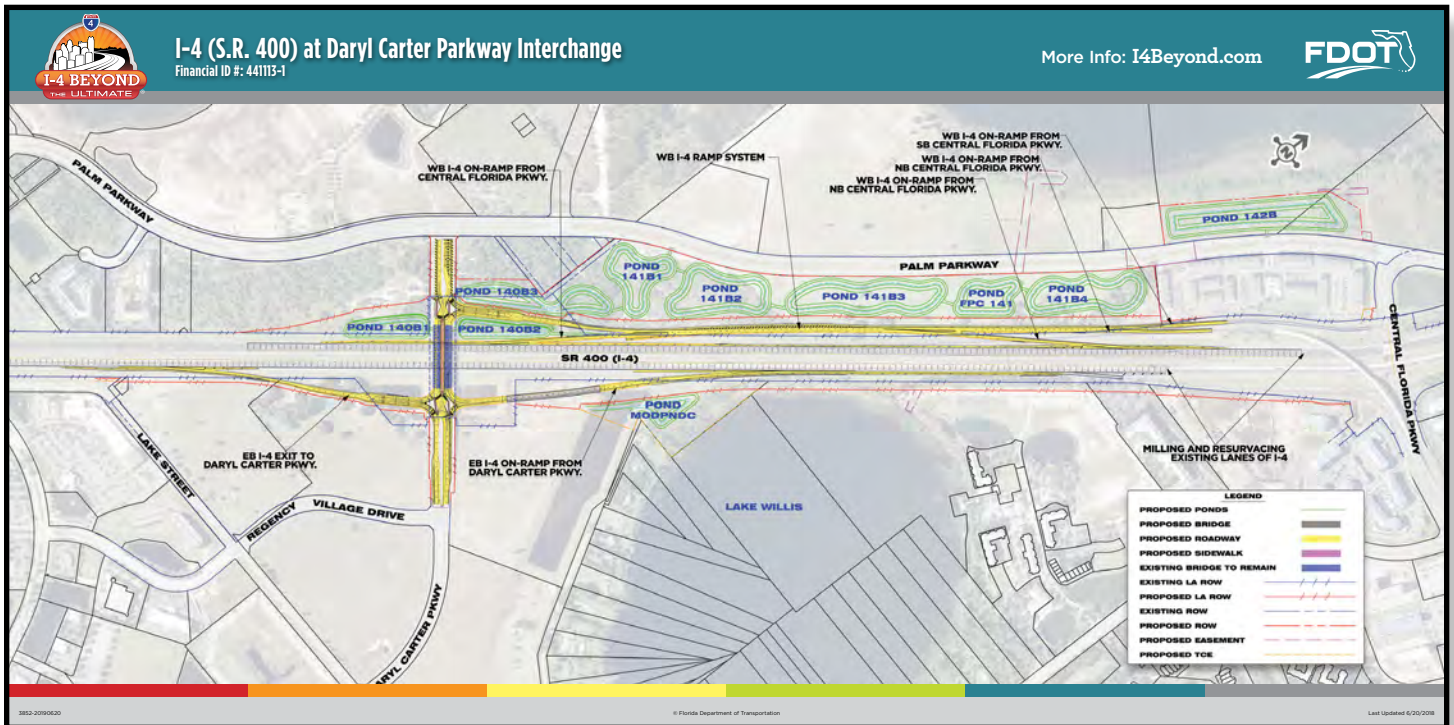 4
I-4 BEYOND
THE ULTIMATE
I-4 (S.R. 400) at Daryl Carter Parkway Interchange
Financial ID #: 441113-1
More Info: I4Beyond.com
FDOT
PALM PARKWAY
WB I-4 ON-RAMP FROM
CENTRAL FLORIDA PKWY.
WB I-4 RAMP SYSTEM
WB I-4 ON-RAMP FROM
SB CENTRAL FLORIDA PKWY.
WB I-4 ON-RAMP FROM
NB CENTRAL FLORIDA PKWY.
WB I-4 ON-RAMP FROM
NB CENTRAL FLORIDA PKWY.
POND 142B
PALM PARKWAY
POND
141B1
POND
141B2
POND 141B3
POND
FPC 141
POND
141B4
POND 140B3
POND 140B1
POND 140B2
SR 400 (I-4)
CENTRAL FLORIDA PKWY
POND
MODPNDC
EB I-4 EXIT TO
DARYL CARTER PKWY.
EB I-4 ON-RAMP FROM
DARYL CARTER PKWY.
MILLING AND RESURVACING
EXISTING LANES OF I-4
LAKE STREET
REGENCY VILLAGE DRIVE
LAKE WILLIS
ARYL CARTER PKWY
LEGEND
PROPOSED PONDS
PROPOSED BRIDGE
PROPOSED ROADWAY
PROPOSED SIDEWALK
EXISTING BRIDGE TO REMAIN
EXISTING LA ROW
PROPOSED LA ROW
EXISTING ROW
PROPOSED ROW
PROPOSED EASEMENT
PROPOSED TCE
3852-20190620
© Florida Department of Transportation
Last Updated 6/20/2018